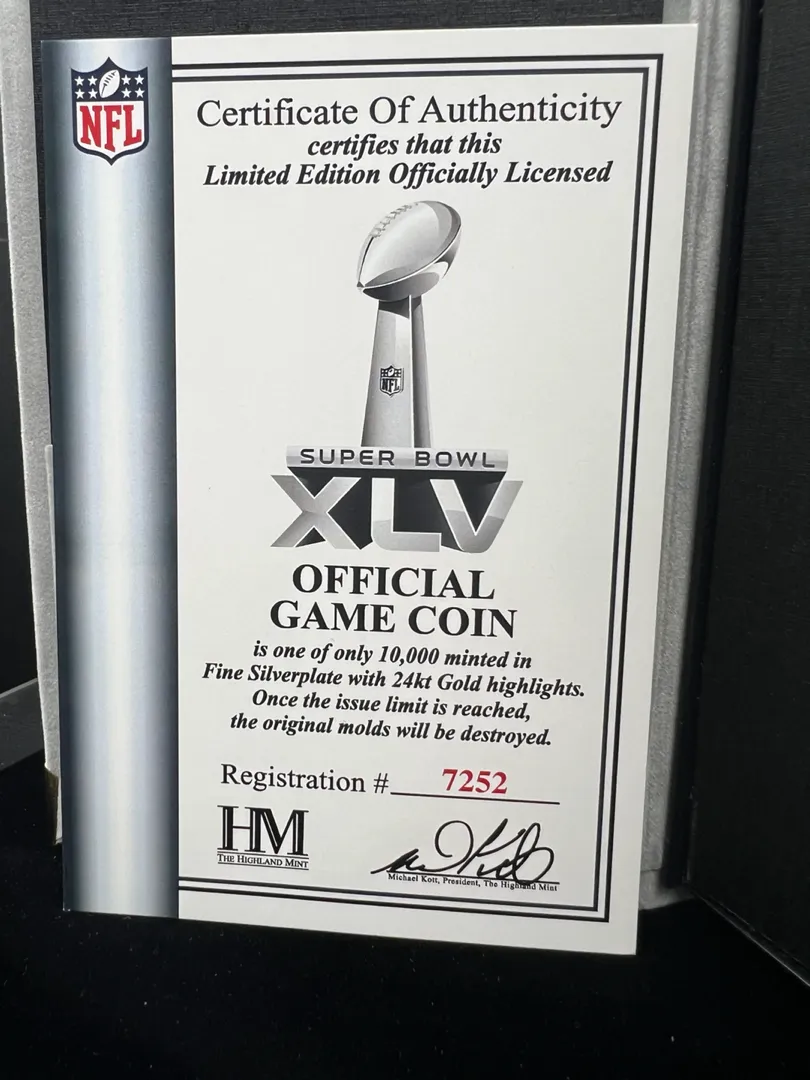 NFL
Certificate Of Authenticity
certifies that this
Limited Edition Officially Licensed
NFL
SUPER BOWL
XLV
OFFICIAL
GAME COIN
is one of only 10,000 minted in
Fine Silverplate with 24kt Gold highlights.
Once the issue limit is reached,
the original molds will be destroyed.
Registration # 7252
HM
THE HIGHLAND MINT
Michael Kott, President, The Highland Mint